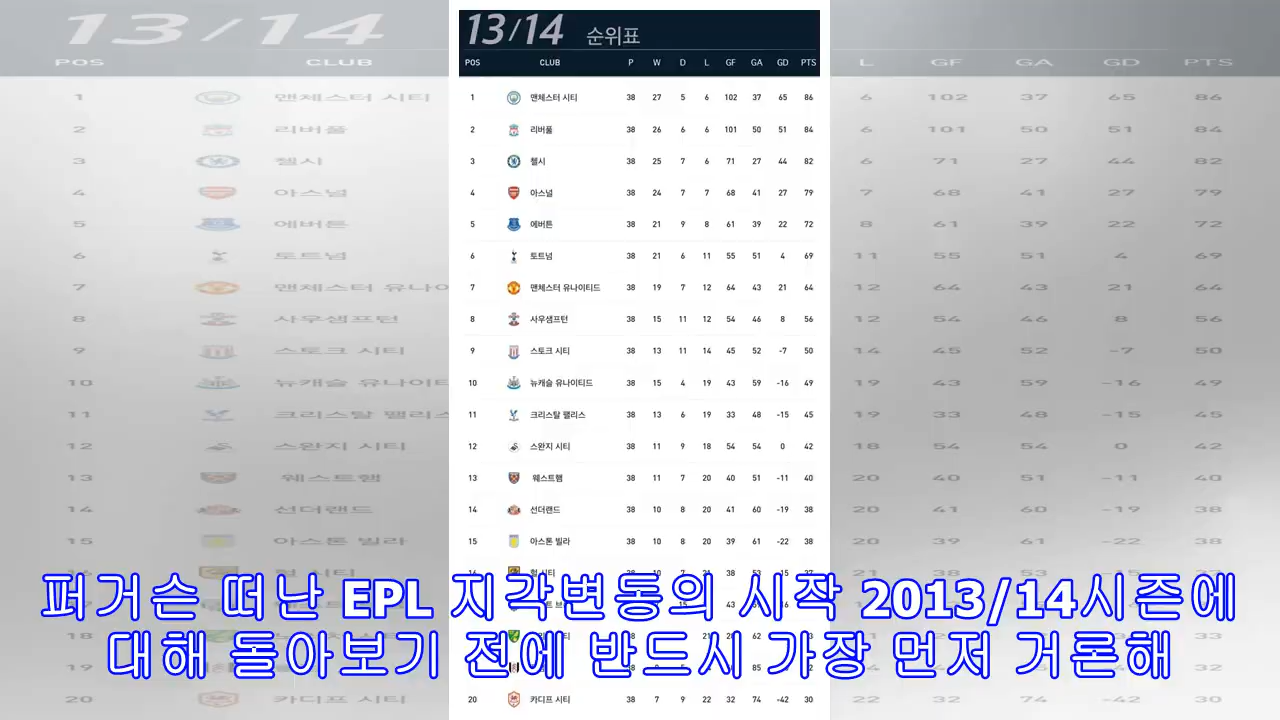 13/14 순위표
POS CLUB P W D L GF GA GD PTS
1 맨체스터 시티 38 27 5 6 102 37 65 86
2 리버풀 38 26 6 6 101 50 51 84
3 첼시 38 25 7 6 71 27 44 82
4 아스널 38 24 7 7 68 41 27 79
5 에버튼 38 21 9 8 61 39 22 72
6 토트넘 38 21 6 11 55 51 4 69
7 맨체스터 유나이티드 38 19 7 12 64 43 21 64
8 사우샘프턴 38 15 11 12 54 46 8 56
9 스토크 시티 38 13 11 14 45 52 -7 50
10 뉴캐슬 유나이티드 38 15 4 19 43 59 -16 49
11 크리스탈 팰리스 38 13 6 19 33 48 -15 45
12 스완지 시티 38 11 9 18 54 54 0 42
13 웨스트햄 38 11 7 20 40 51 -11 40
14 선더랜드 38 10 8 20 41 60 -19 38
15 아스톤 빌라 38 10 8 20 39 61 -22 38
퍼거슨 떠난 EPL 지각변동의 시작 2013/14시즌에
대해 돌아보기 전에 반드시 가장 먼저 거론해
20 카디프 시티 38 7 9 22 32 74 -42 30